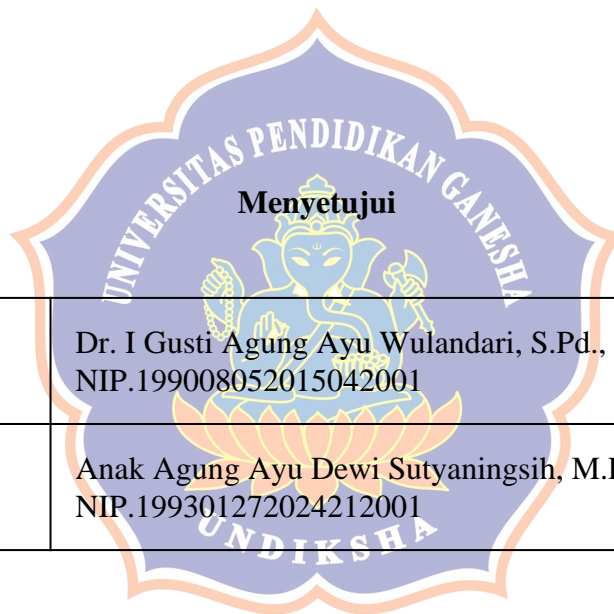 UNIVERSITAS PENDIDIKAN GANESHA
Menyetujui
Dr. I Gusti Agung Ayu Wulandari, S.Pd.,
NIP.199008052015042001
Anak Agung Ayu Dewi Sutyaningsih, M.
NIP.199301272024212001
UNDIKSHA